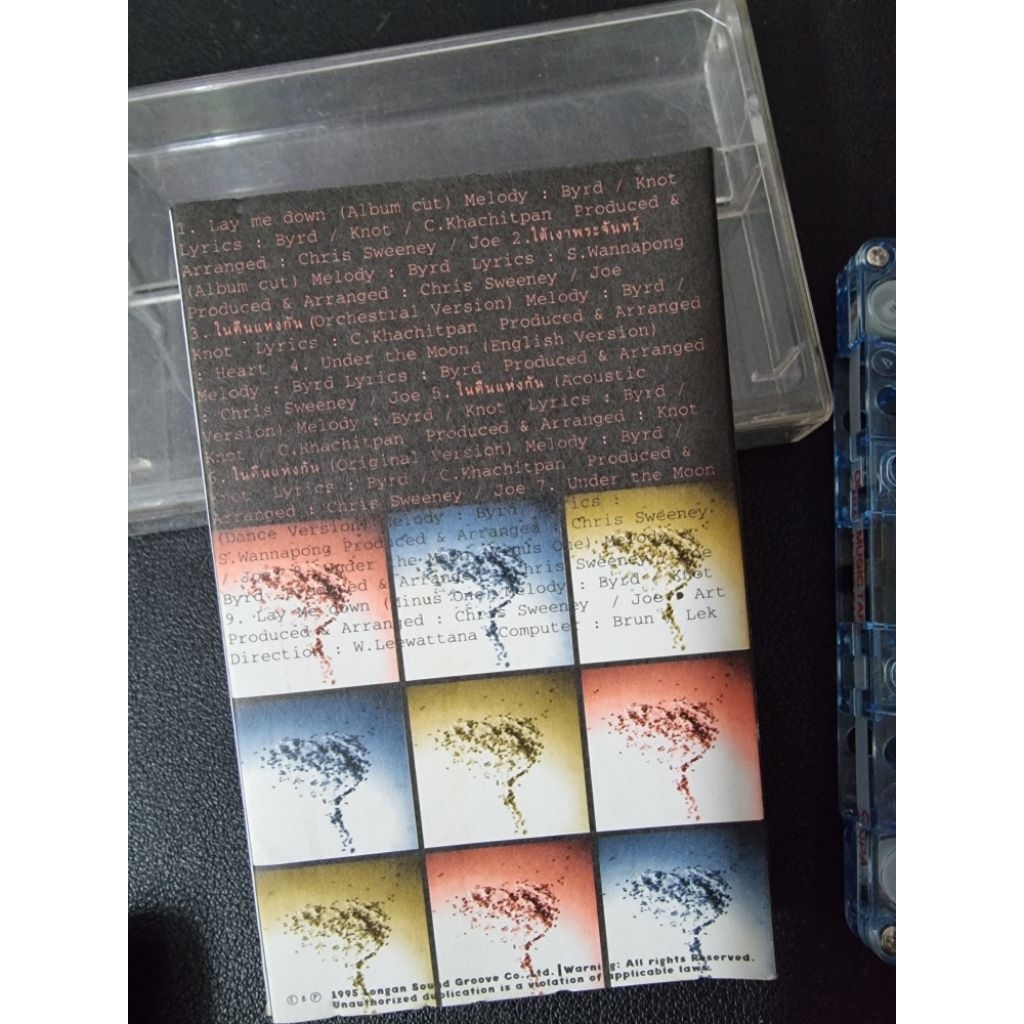 1. Lay me down (Album cut) Melody : Byrd / Knot
Lyrics : Byrd / Knot / C.Khachitpan Produced &
Arranged : Chris Sweeney / Joe 2.ใต้เงาพระจันทร์
(Album cut) Melody : Byrd Lyrics : S.Wannapong
Produced & Arranged : Chris Sweeney / Joe
3. ในคืนแห่งกัน (Orchestral Version) Melody : Byrd /
Knot Lyrics : C.Khachitpan Produced & Arranged
: Heart 4. Under the Moon (English Version)
Melody : Byrd Lyrics : Byrd Produced & Arranged
: Chris Sweeney / Joe 5. ในคืนแห่งกัน (Acoustic
Version) Melody : Byrd / Knot Lyrics : Byrd /
Knot / C.Khachitpan Produced & Arranged : Knot
ในคืนแห่งกัน (Original Version) Melody : Byrd /
Knot Lyrics : Byrd / C.Khachitpan Produced &
Arranged : Chris Sweeney / Joe 7. Under the Moon
(Dance Version) Melody : Byrd Lyrics :
S.Wannapong Produced & Arranged : Chris Sweeney
/ Joe 8. Under the Moon (Minus One) Melody :
Byrd Produced & Arranged : Chris Sweeney / Joe
9. Lay Me down (Minus One) Melody : Byrd / Knot
Produced & Arranged : Chris Sweeney / Joe Art
Direction : W.Leewattana Computer : Brun & Lek
© & ℗ 1995 Longan Sound Groove Co., Ltd. | Warning: All rights Reserved.
Unauthorized duplication is a violation of applicable laws
MUSIC TAPE
CODA